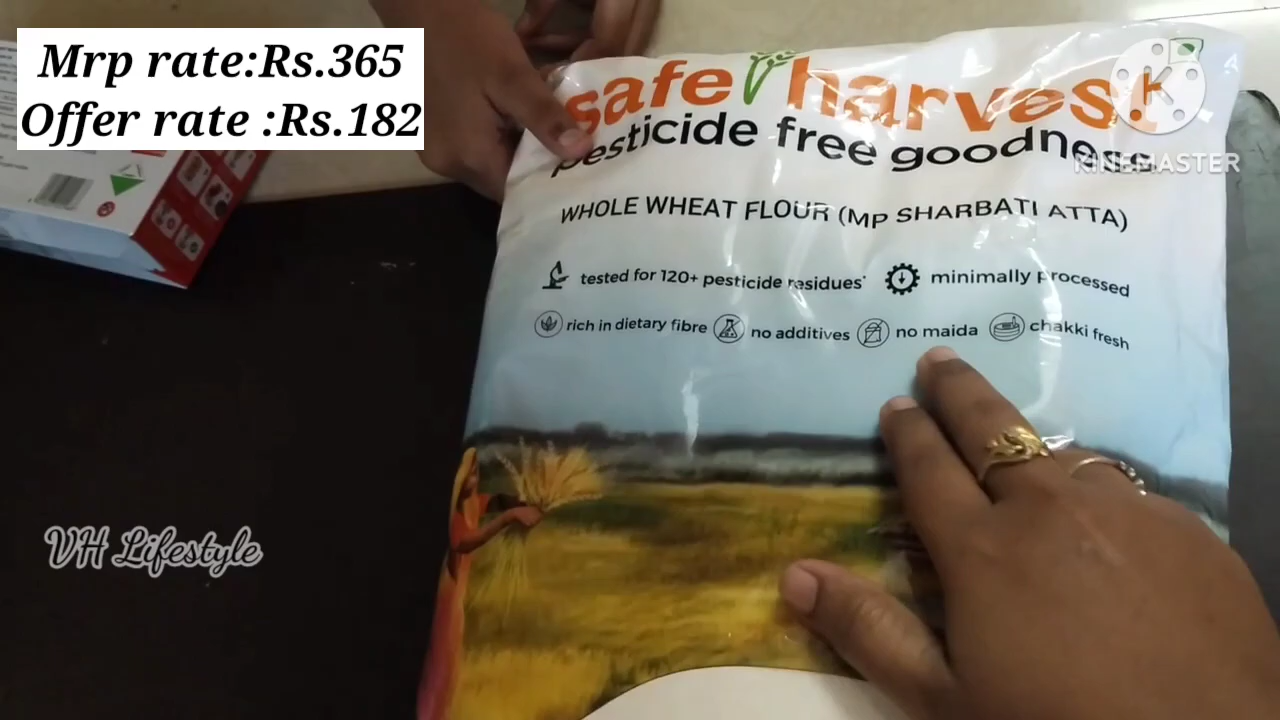 Mrp rate:Rs.365
Offer rate :Rs.182
safe harvest
pesticide free goodness
WHOLE WHEAT FLOUR (MP SHARBATI ATTA)
tested for 120+ pesticide residues* minimally processed
rich in dietary fibre no additives no maida chakki fresh
K
KINEMASTER
VH Lifestyle